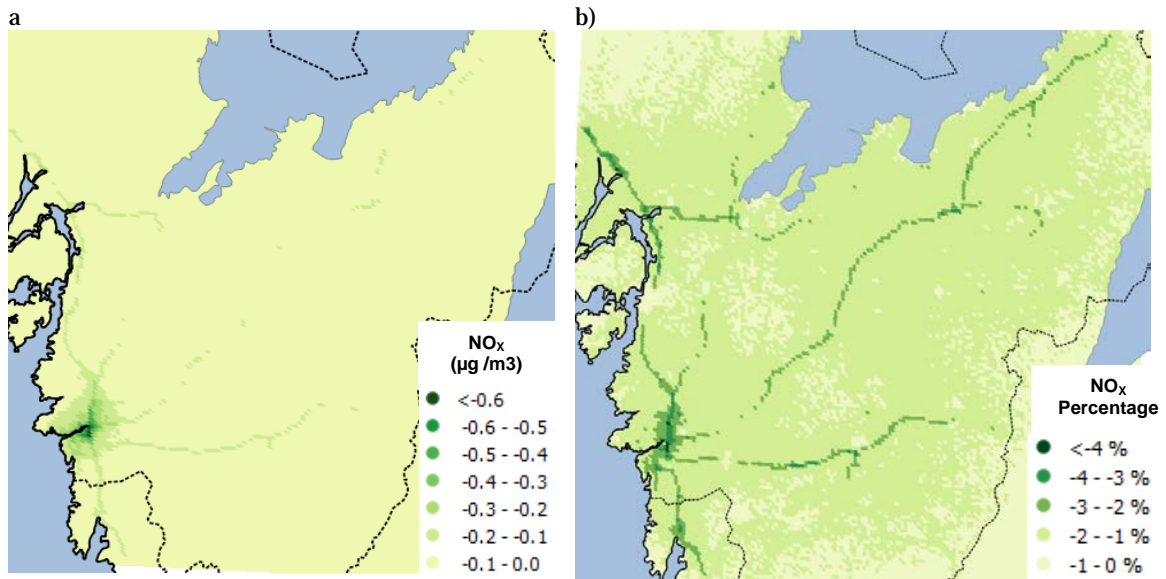 a
b)
NOX
(µg /m3)
<-0.6
-0.6 - -0.5
-0.5 - -0.4
-0.4 - -0.3
-0.3 - -0.2
-0.2 - -0.1
-0.1 - 0.0
NOX
Percentage
<-4 %
-4 - -3 %
-3 - -2 %
-2 - -1 %
-1 - 0 %